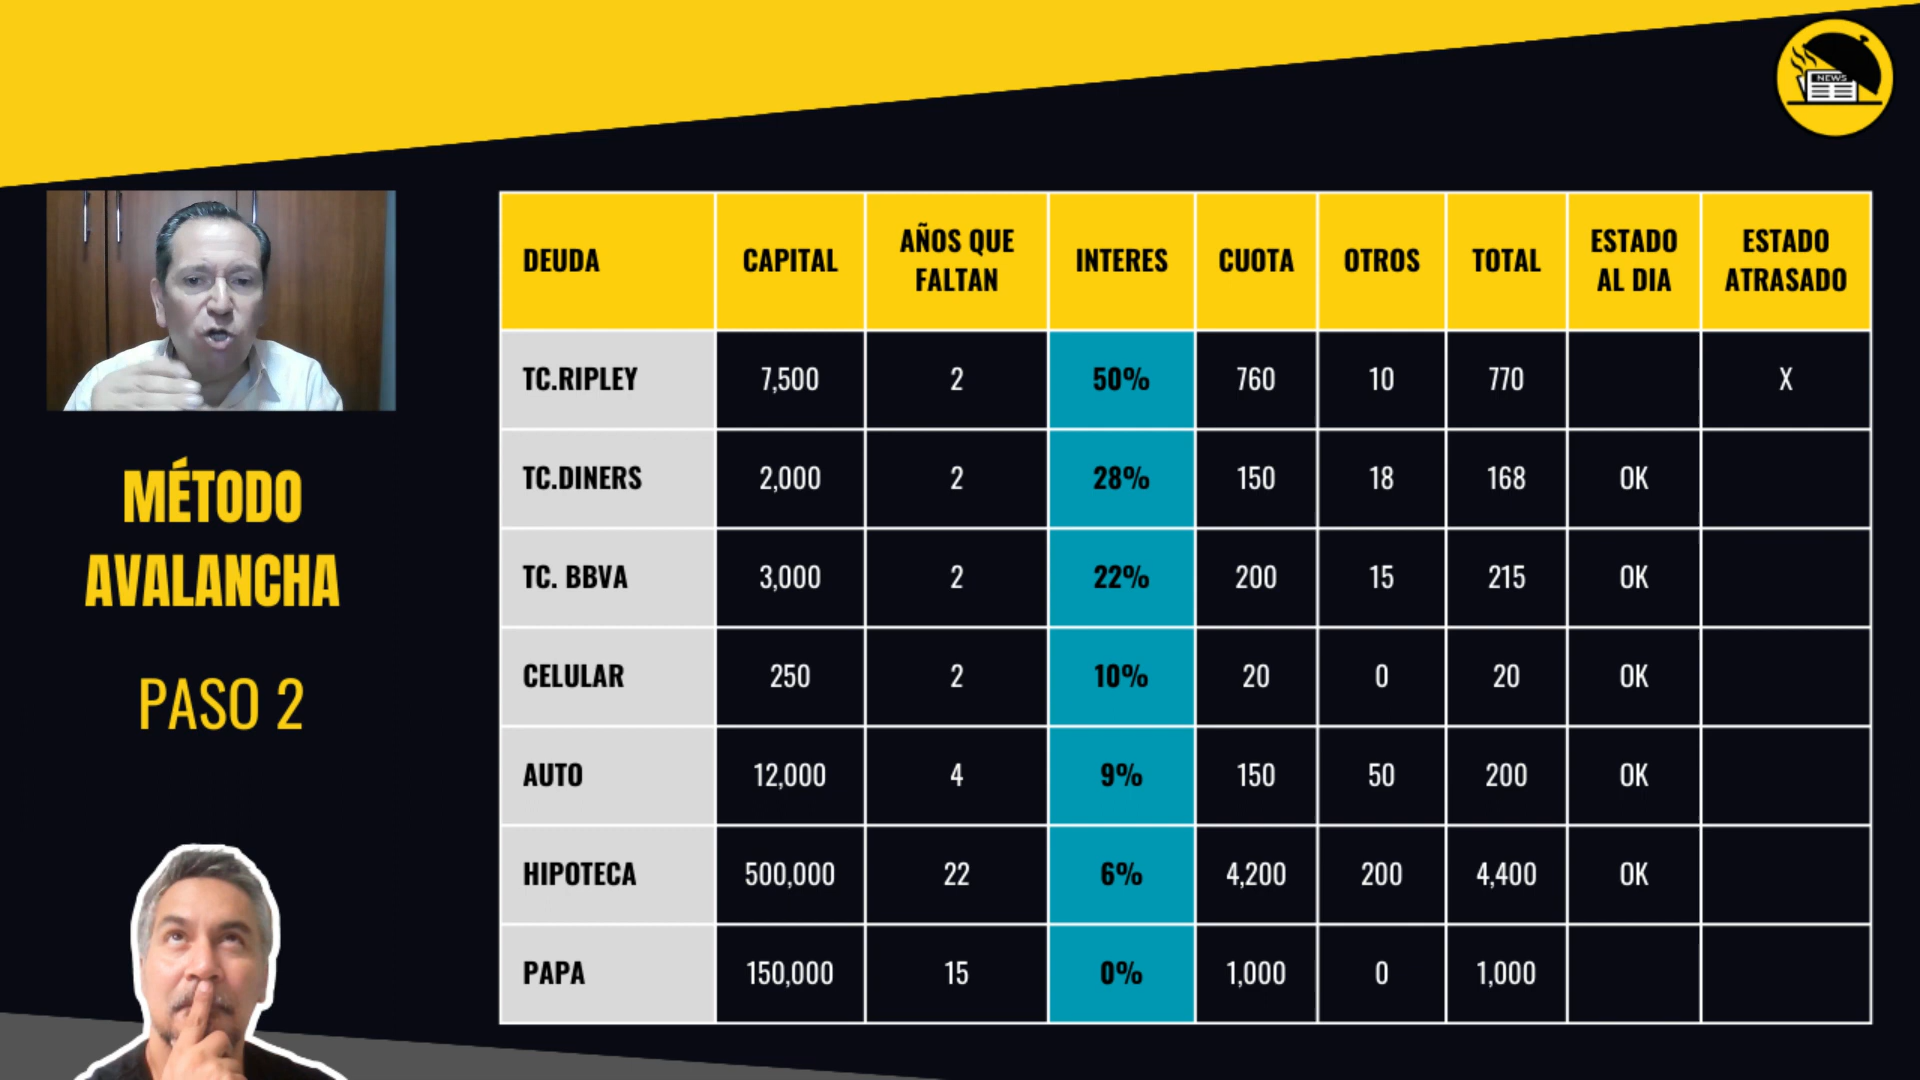 NEWS
MÉTODO
AVALANCHA
PASO 2
DEUDA CAPITAL AÑOS QUE FALTAN INTERES CUOTA OTROS TOTAL ESTADO AL DIA ESTADO ATRASADO
TC.RIPLEY 7,500 2 50% 760 10 770 X
TC.DINERS 2,000 2 28% 150 18 168 OK
TC. BBVA 3,000 2 22% 200 15 215 OK
CELULAR 250 2 10% 20 0 20 OK
AUTO 12,000 4 9% 150 50 200 OK
HIPOTECA 500,000 22 6% 4,200 200 4,400 OK
PAPA 150,000 15 0% 1,000 0 1,000